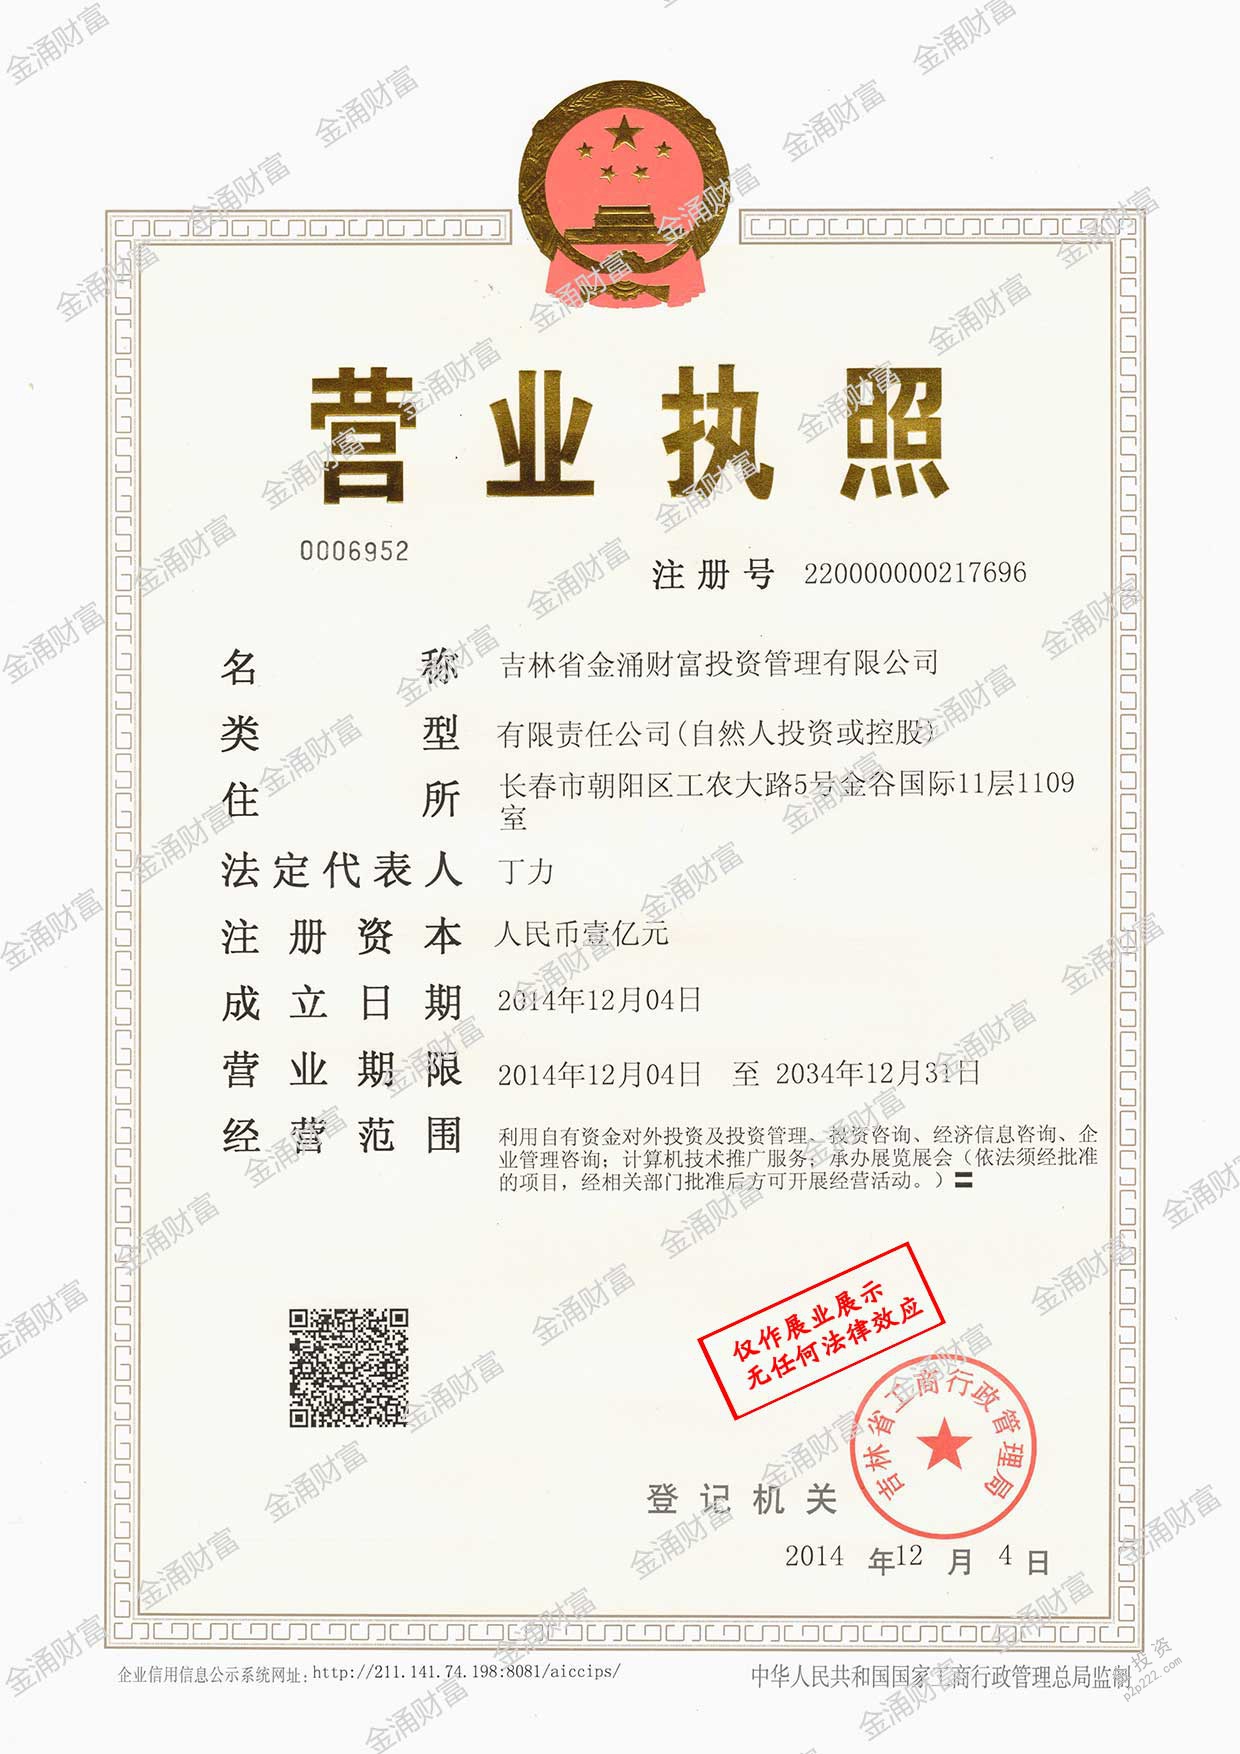 营业执照
0006952
注册号 220000000217696
名称 吉林省金涌财富投资管理有限公司
类型 有限责任公司(自然人投资或控股)
住所 长春市朝阳区工农大路5号金谷国际11层1109
室
法定代表人 丁力
注册资本 人民币壹亿元
成立日期 2014年12月04日
营业期限 2014年12月04日 至 2034年12月31日
经营范围 利用自有资金对外投资及投资管理、投资咨询、经济信息咨询、企
业管理咨询；计算机技术推广服务；承办展览展会（依法须经批准
的项目，经相关部门批准后方可开展经营活动。）〓
仅作展业展示
无任何法律效应
吉林省工商行政管理局
登记机关
2014 年12 月 4 日
企业信用信息公示系统网址: http://211.141.74.198:8081/aiccips/
中华人民共和国国家工商行政管理总局监制
金涌财富
p2p222.com